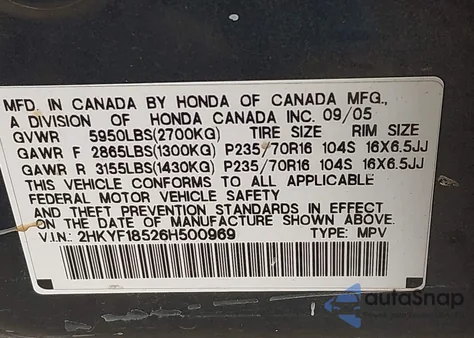 MFD. IN CANADA BY HONDA OF CANADA MFG.,
A DIVISION OF HONDA CANADA INC. 09/05
GVWR 5950LBS(2700KG) TIRE SIZE RIM SIZE
GAWR F 2865LBS(1300KG) P235/70R16 104S 16X6.5JJ
GAWR R 3155LBS(1430KG) P235/70R16 104S 16X6.5JJ
THIS VEHICLE CONFORMS TO ALL APPLICABLE
FEDERAL MOTOR VEHICLE SAFETY
AND THEFT PREVENTION STANDARDS IN EFFECT
ON THE DATE OF MANUFACTURE SHOWN ABOVE.
V.I.N.: 2HKYF18526H500969 TYPE: MPV
autaSnap
YOUR VIN